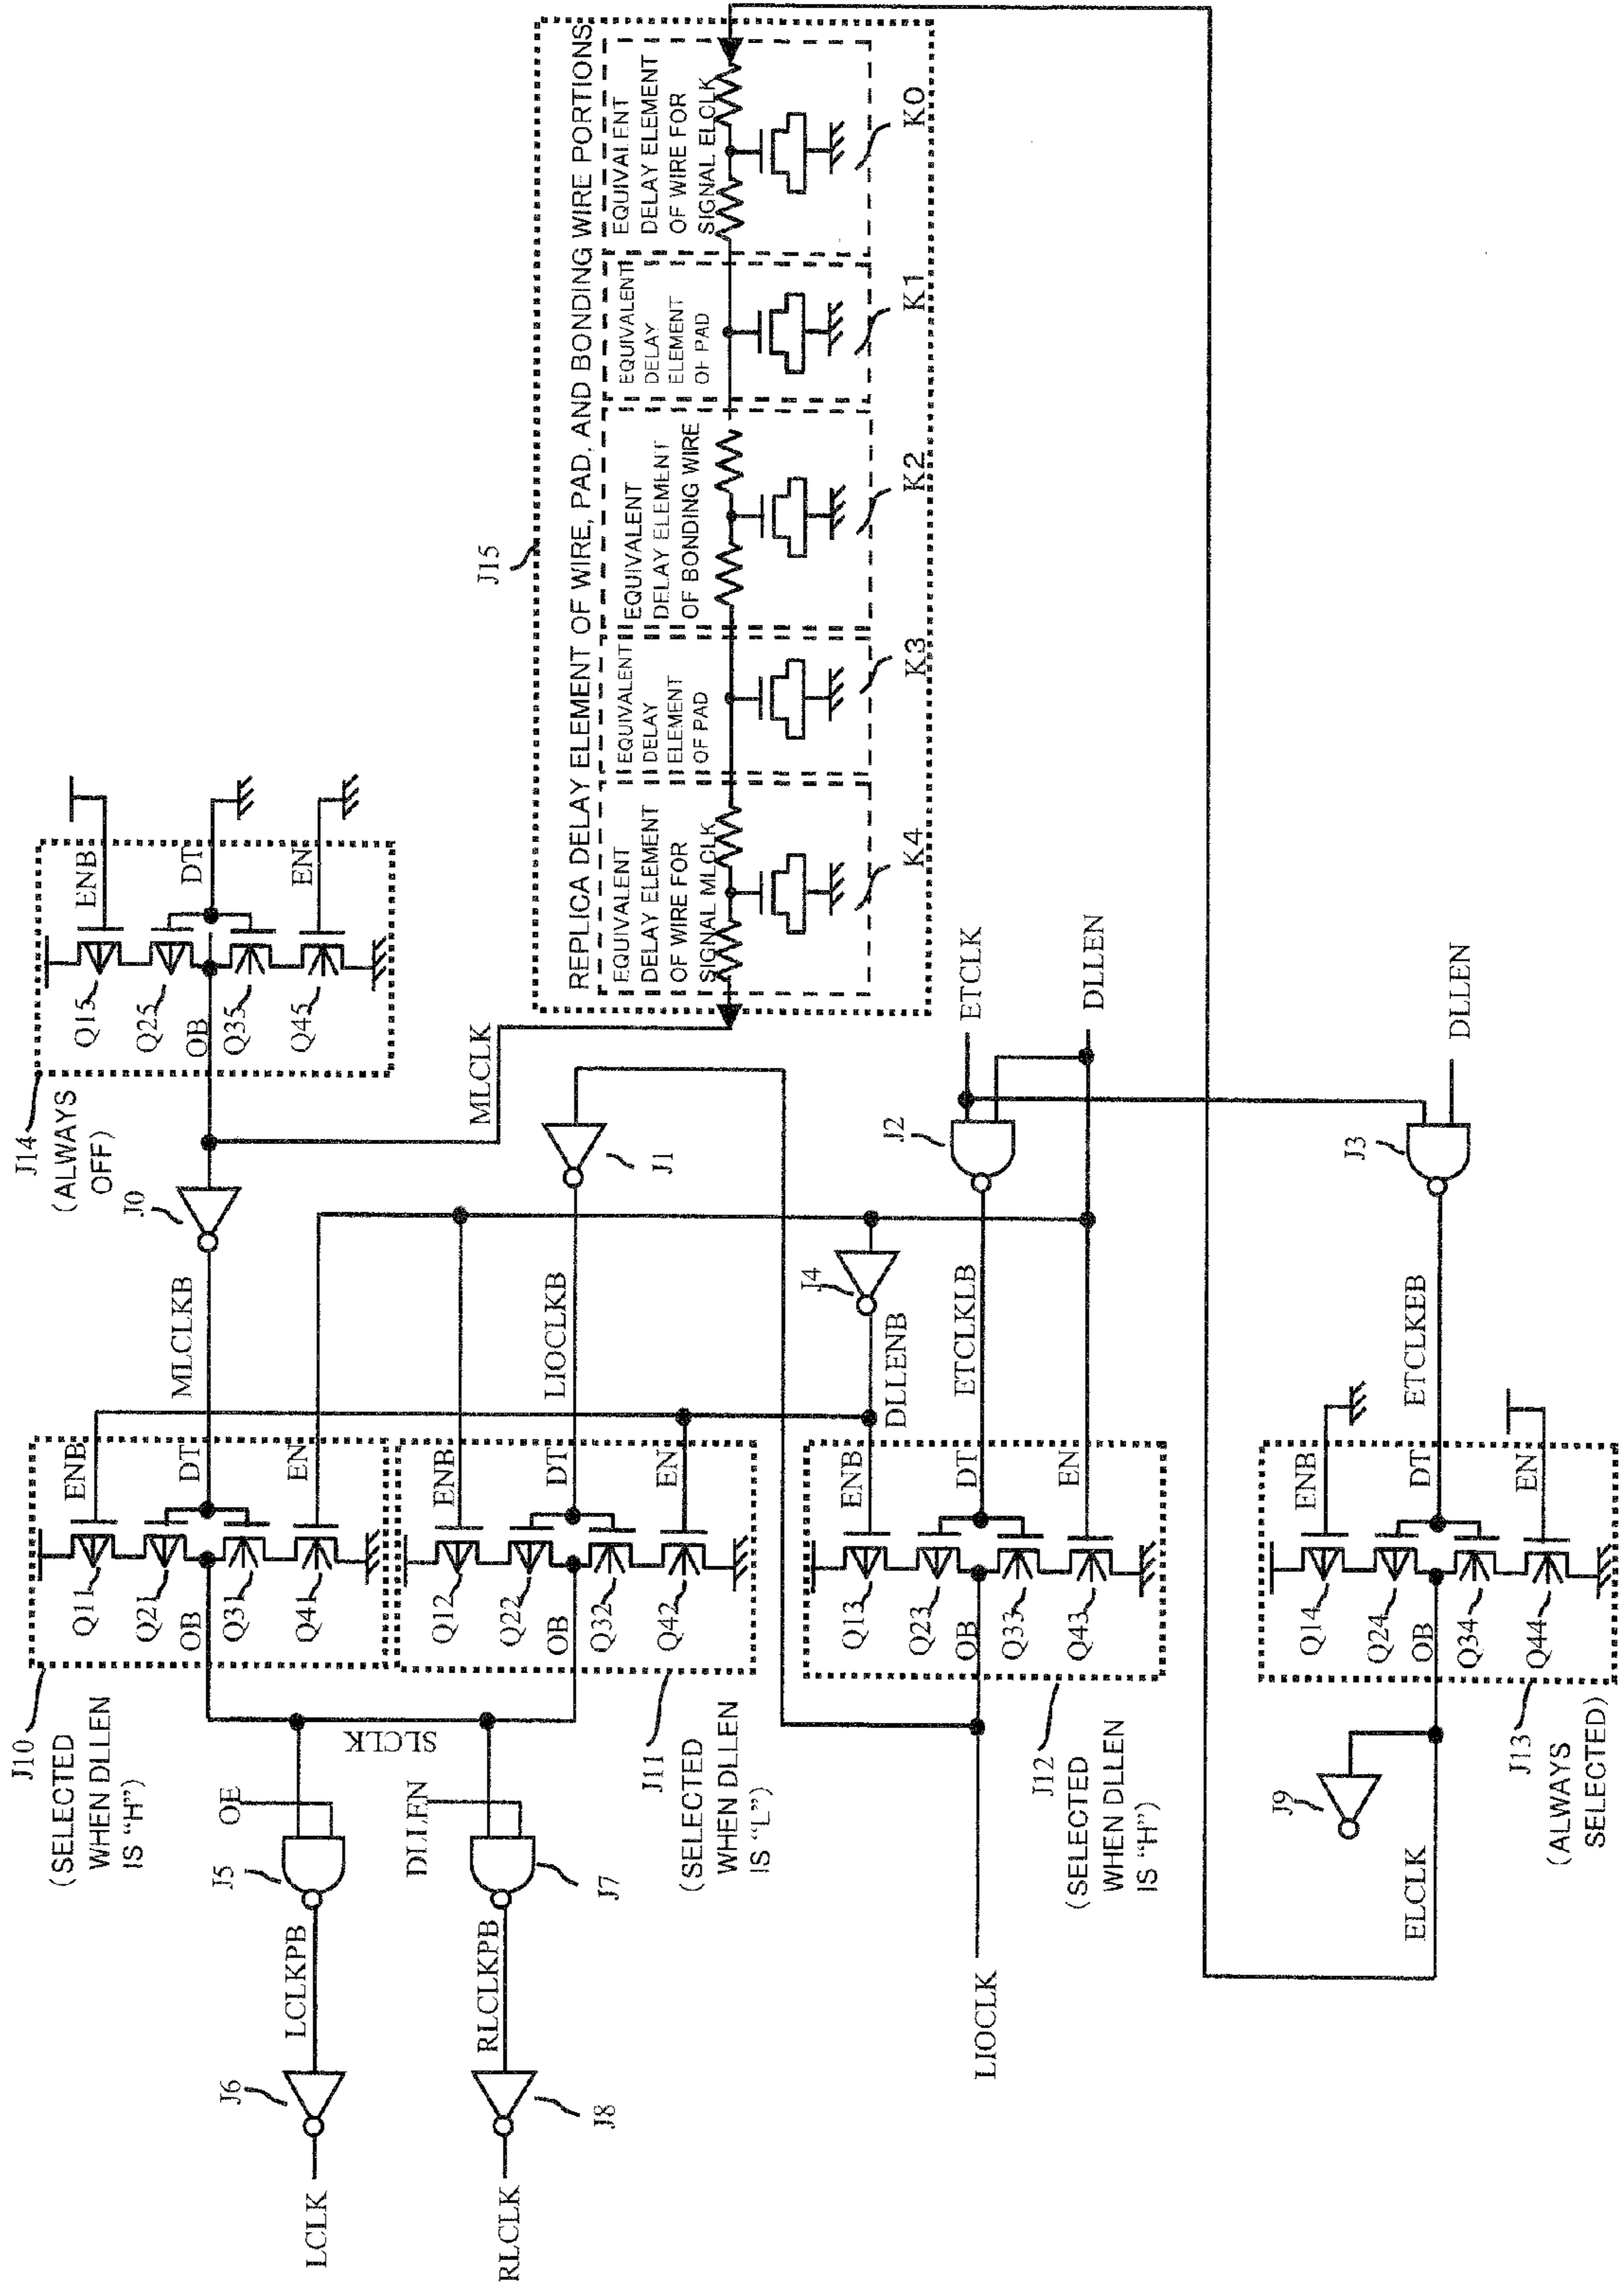 J14
(ALWAYS
OFF)
Q15
Q25
OB
Q35
Q45
ENB
DT
EN
J0
MLCLK
J15
REPLICA DELAY ELEMENT OF WIRE, PAD, AND BONDING WIRE PORTIONS
EQUIVALENT
DELAY ELEMENT
OF WIRE FOR
SIGNAL MLCLK
K4
EQUIVALENT
DELAY
ELEMENT
OF PAD
K3
EQUIVALENT
DELAY ELEMENT
OF BONDING WIRE
K2
EQUIVALENT
DELAY
ELEMENT
OF PAD
K1
EQUIVALENT
DELAY ELEMENT
OF WIRE FOR
SIGNAL ELCLK
K0
J10
(SELECTED
WHEN DLLEN
IS "H")
Q11
Q21
OB
Q31
Q41
ENB
DT
EN
MLCLKB
SLCLK
OE
J5
LCLKPB
J6
LCLK
DLLEN
J7
RLCLKPB
J8
RLCLK
J11
(SELECTED
WHEN DLLEN
IS "L")
Q12
Q22
OB
Q32
Q42
ENB
DT
EN
LIOCLKB
J1
J4
DLLENB
J12
(SELECTED
WHEN DLLEN
IS "H")
Q13
Q23
OB
Q33
Q43
ENB
DT
EN
ETCLKLB
J2
ETCLK
DLLEN
LIOCLK
J13
(ALWAYS
SELECTED)
Q14
Q24
OB
Q34
Q44
ENB
DT
EN
ETCLKEB
J3
DLLEN
J9
ELCLK